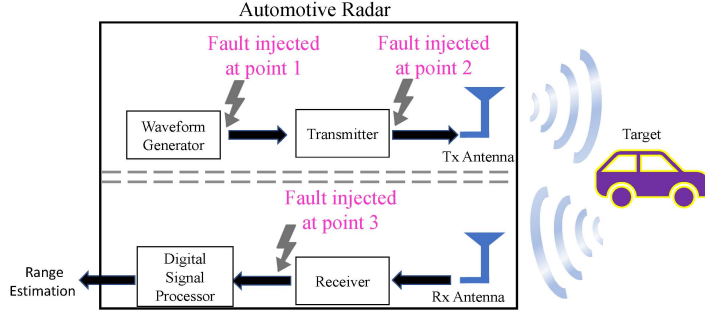 Automotive Radar
Fault injected
at point 1
Fault injected
at point 2
Waveform
Generator
Transmitter
Tx Antenna
Target
Fault injected
at point 3
Digital
Signal
Processor
Receiver
Rx Antenna
Range
Estimation